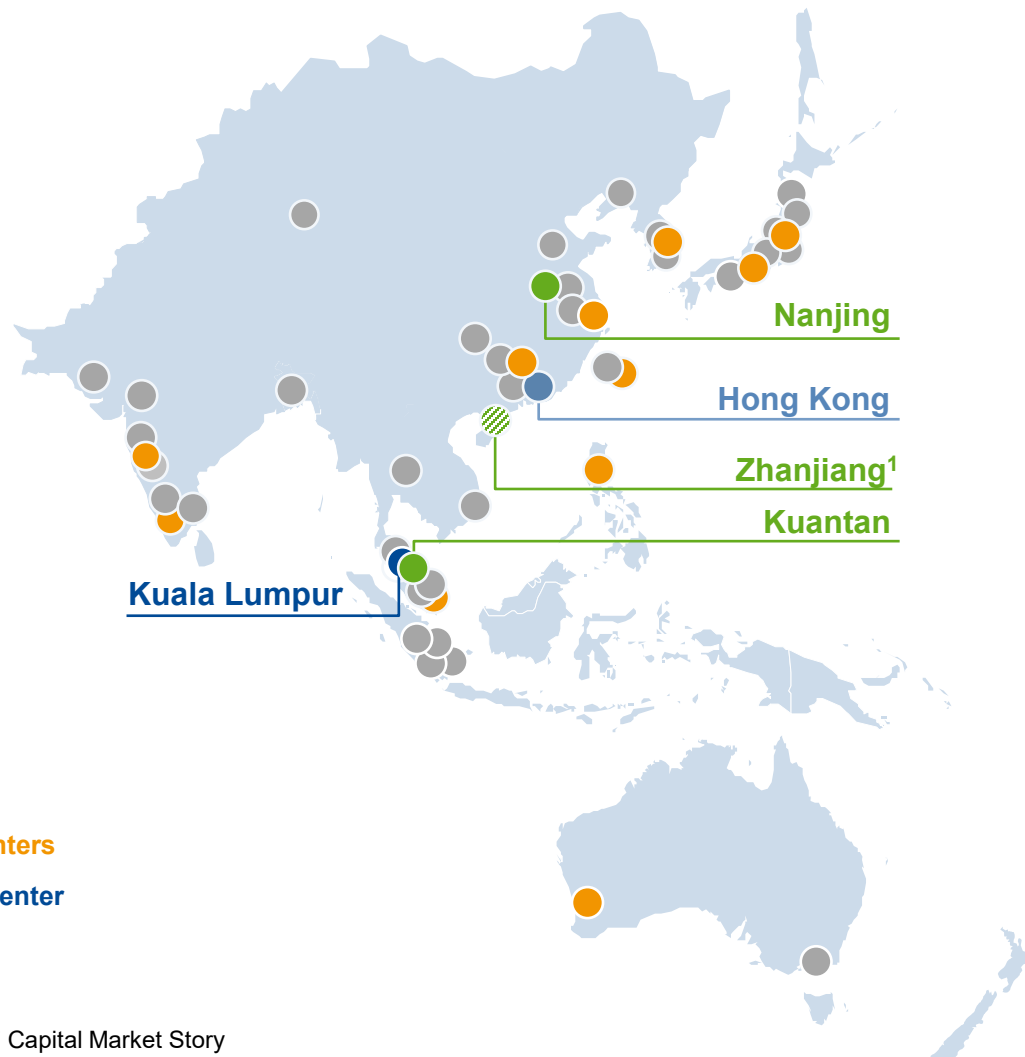 Nanjing
Hong Kong
Zhanjiang¹
Kuantan
Kuala Lumpur
nters
enter
Capital Market Story